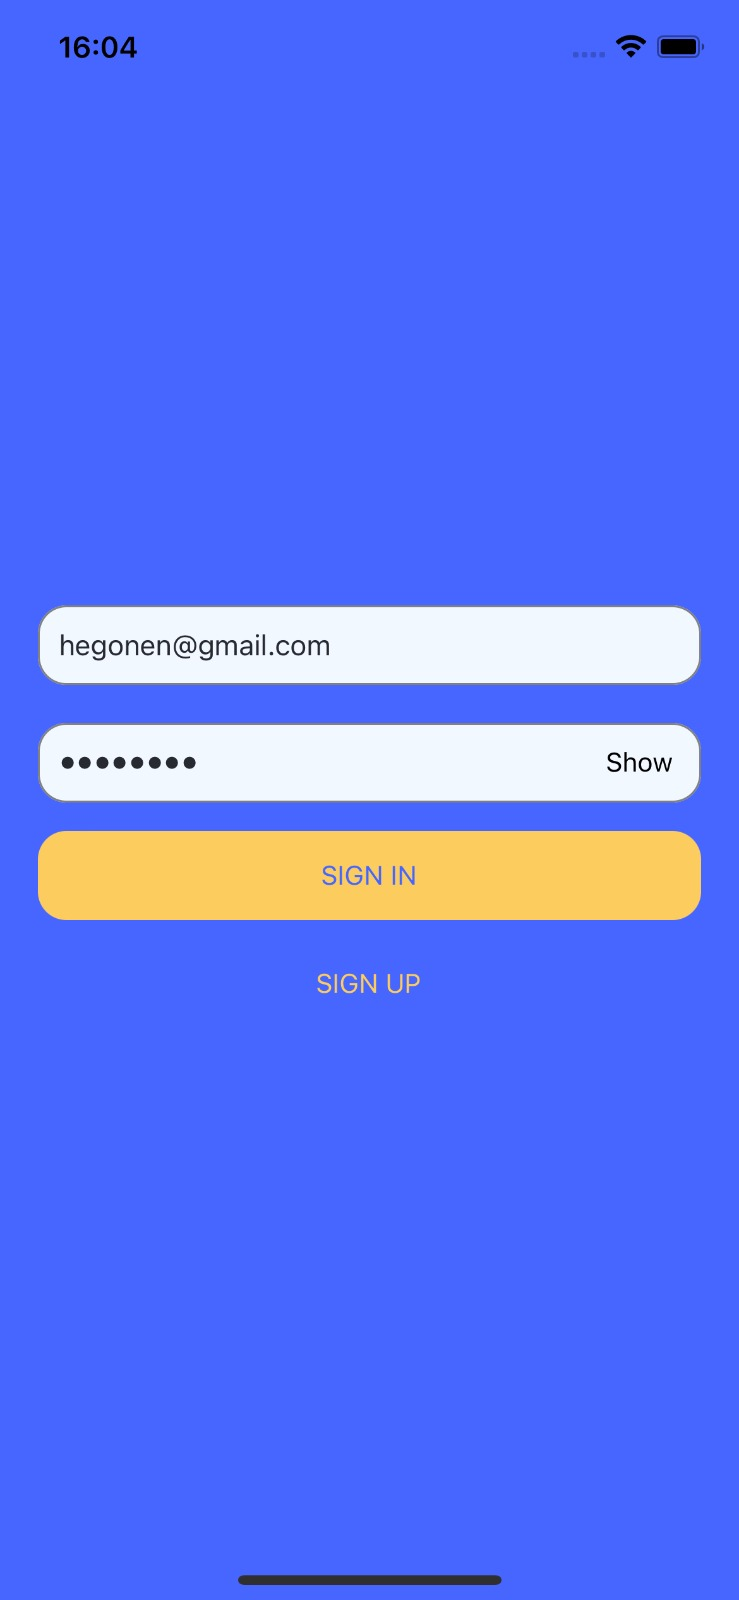 16:04
hegonen@gmail.com
●●●●●●●● Show
SIGN IN
SIGN UP